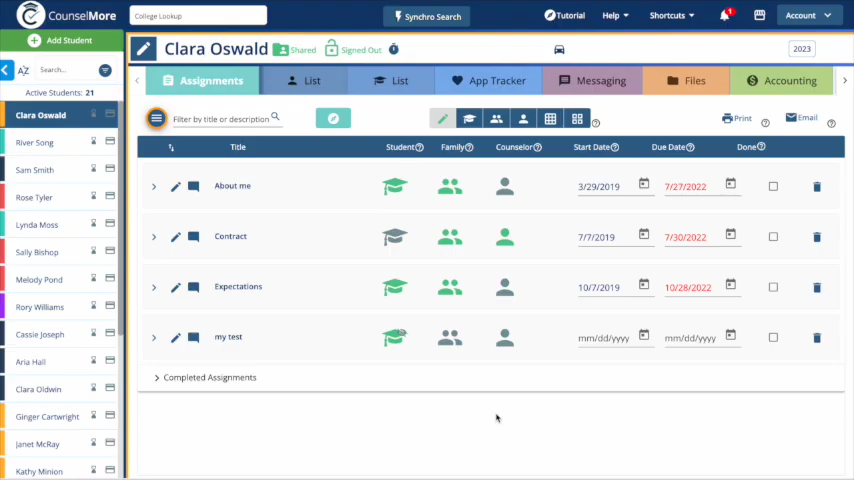 CounselMore
College Lookup
Synchro Search
Tutorial
Help
Shortcuts
1
Account
Add Student
Search...
Active Students: 21
Clara Oswald
River Song
Sam Smith
Rose Tyler
Lynda Moss
Sally Bishop
Melody Pond
Rory Williams
Cassie Joseph
Aria Hall
Clara Oldwin
Ginger Cartwright
Janet McRay
Kathy Minion
Clara Oswald
Shared
Signed Out
2023
Assignments
List
List
App Tracker
Messaging
Files
Accounting
Filter by title or description
Print
Email
Title
Student
Family
Counselor
Start Date
Due Date
Done
About me
3/29/2019
7/27/2022
Contract
7/7/2019
7/30/2022
Expectations
10/7/2019
10/28/2022
my test
mm/dd/yyyy
mm/dd/yyyy
Completed Assignments